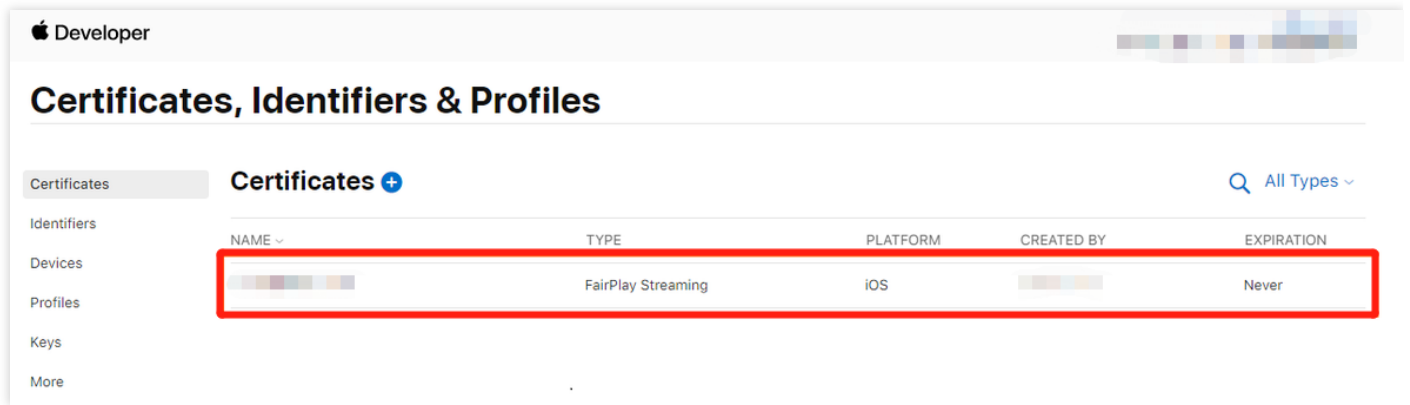 Developer
Certificates, Identifiers & Profiles
Certificates
Identifiers
Devices
Profiles
Keys
More
Certificates
All Types
NAME TYPE PLATFORM CREATED BY EXPIRATION
FairPlay Streaming iOS Never